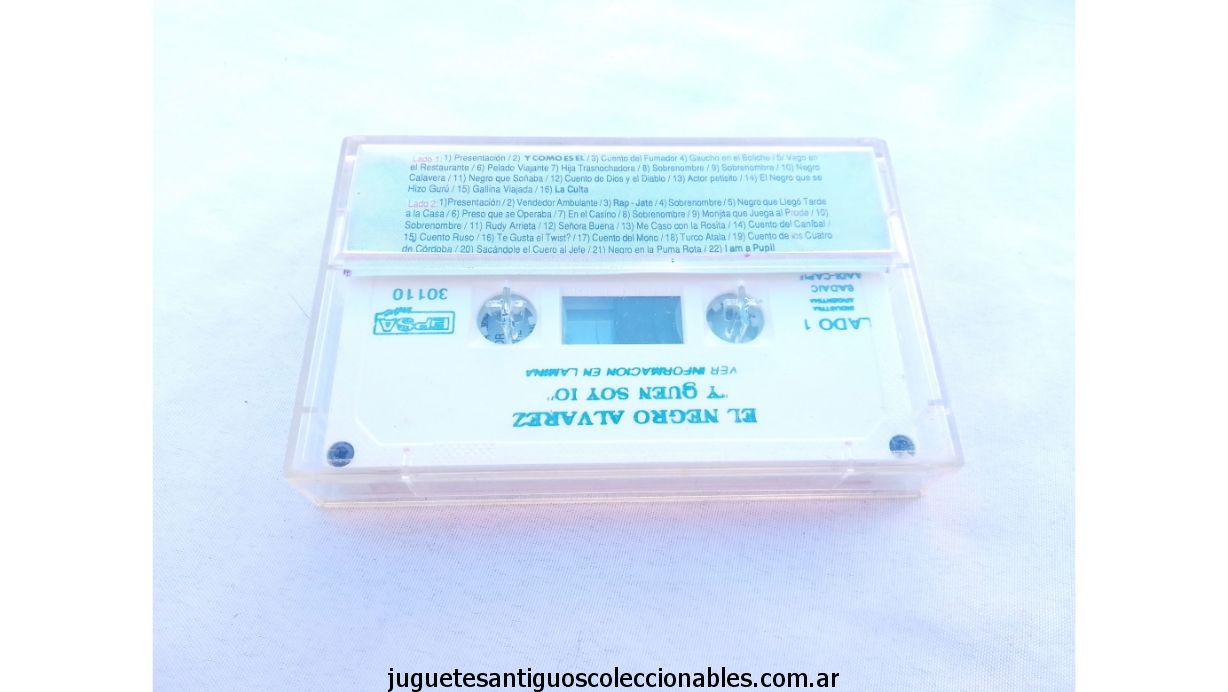 Lado 1: 1) Presentación / 2) Y COMO ES EL / 3) Cuento del Fumador 4) Gaucho en el Boliche / 5) Vago en
el Restaurante / 6) Pelado Viajante 7) Hija Trasnochadora / 8) Sobrenombre / 9) Sobrenombre / 10) Negro
Calavera / 11) Negro que Soñaba / 12) Cuento de Dios y el Diablo / 13) Actor petisito / 14) El Negro que se
Hizo Gurú / 15) Gallina Viajada / 16) La Culta
Lado 2: 1)Presentación / 2) Vendedor Ambulante / 3) Rap - Jate / 4) Sobrenombre / 5) Negro que Llegó Tarde
a la Casa / 6) Preso que se Operaba / 7) En el Casino / 8) Sobrenombre / 9) Monjita que Juega al Prode / 10)
Sobrenombre / 11) Rudy Arrieta / 12) Señora Buena / 13) Me Caso con la Rosita / 14) Cuento del Caníbal /
15) Cuento Ruso / 16) Te Gusta el Twist? / 17) Cuento del Mono / 18) Turco Atala / 19) Cuento de los Cuatro
de Córdoba / 20) Sacándole el Cuero al Jefe / 21) Negro en la Puma Rota / 22) I am a Pupil
EL NEGRO ALVAREZ
"Y QUEN SOY IO"
VER INFORMACION EN LAMINA
LADO 1
INDUSTRIA
ARGENTINA
SADAIC
AADI-CAPIF
30110
juguetesantiguoscoleccionables.com.ar